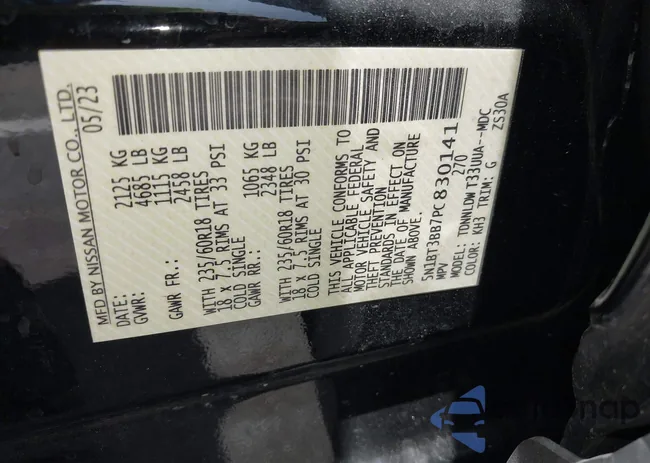 MFD BY NISSAN MOTOR CO., LTD.
DATE: 05/23
GVWR: 2125 KG
4685 LB
GAWR FR.: 1115 KG
2458 LB
WITH 235/60R18 TIRES
18 X 7.5 RIMS AT 33 PSI
COLD SINGLE
GAWR RR.: 1065 KG
2348 LB
WITH 235/60R18 TIRES
18 X 7.5 RIMS AT 30 PSI
COLD SINGLE
THIS VEHICLE CONFORMS TO
ALL APPLICABLE FEDERAL
MOTOR VEHICLE SAFETY AND
THEFT PREVENTION
STANDARDS IN EFFECT ON
THE DATE OF MANUFACTURE
SHOWN ABOVE.
5N1BT3BB7PC830141
MPV 270
MODEL: TDNNLDW T33UUA--MDC
COLOR: KH3 TRIM: G ZS30A